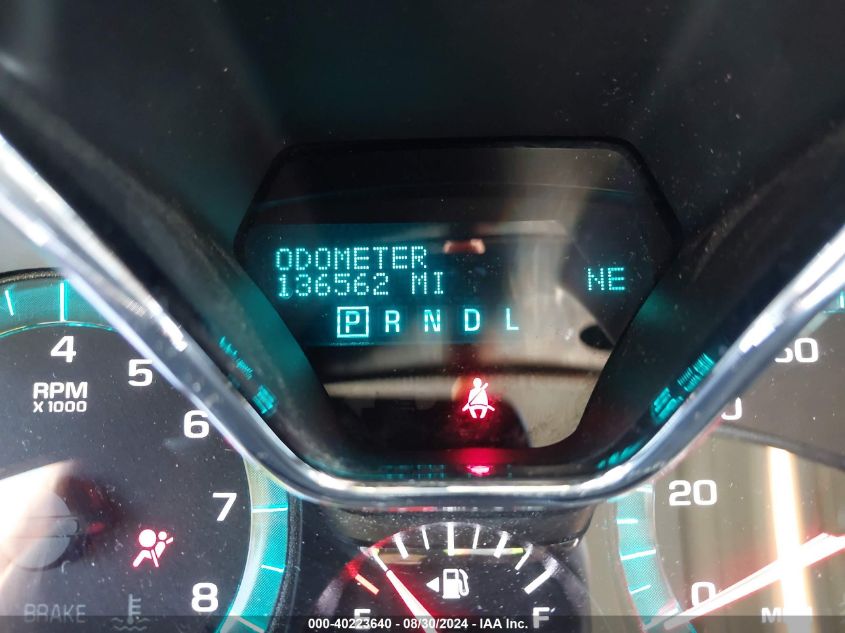 ODOMETER
136562 MI NE
P R N D L
4
5
RPM
X 1000
6
7
8
20
0
BRAKE
E F
000-40223640 - 08/30/2024 - IAA Inc.